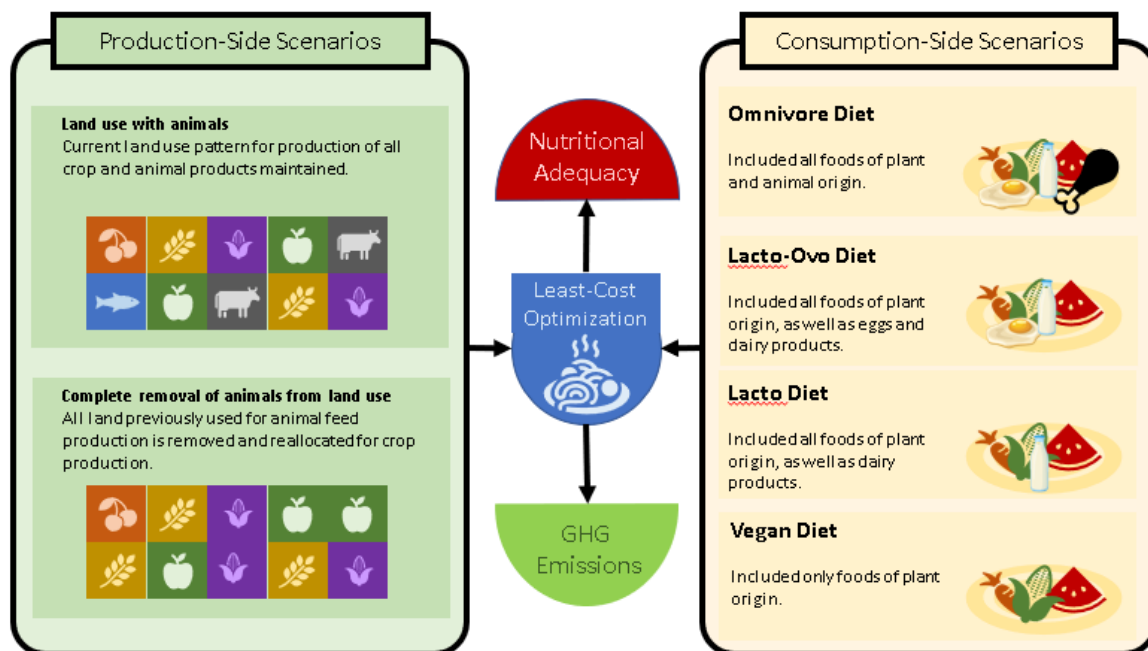 Production-Side Scenarios
Land use with animals
Current land use pattern for production of all
crop and animal products maintained.
Complete removal of animals from land use
All land previously used for animal feed
production is removed and reallocated for crop
production.
Nutritional
Adequacy
Least-Cost
Optimization
GHG
Emissions
Consumption-Side Scenarios
Omnivore Diet
Included all foods of plant
and animal origin.
Lacto-Ovo Diet
Included all foods of plant
origin, as well as eggs and
dairy products.
Lacto Diet
Included all foods of plant
origin, as well as dairy
products.
Vegan Diet
Included only foods of plant
origin.